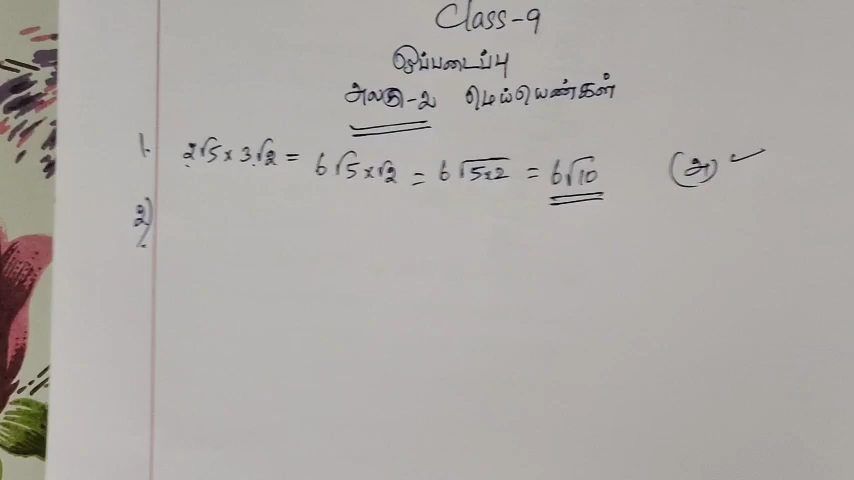 Class-9
ஒப்படைப்பு
அலகு-2 மெய்யெண்கள்
1. 2√5 × 3√2 = 6√5×√2 = 6√5×2 = 6√10 (அ) ✓
2)